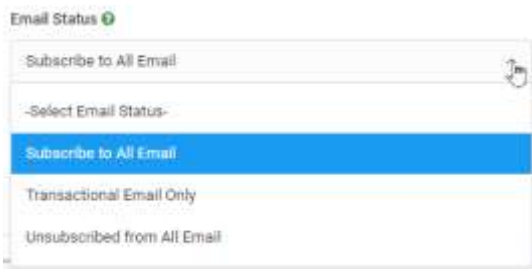 Email Status
Subscribe to All Email
-Select Email Status-
Subscribe to All Email
Transactional Email Only
Unsubscribed from All Email